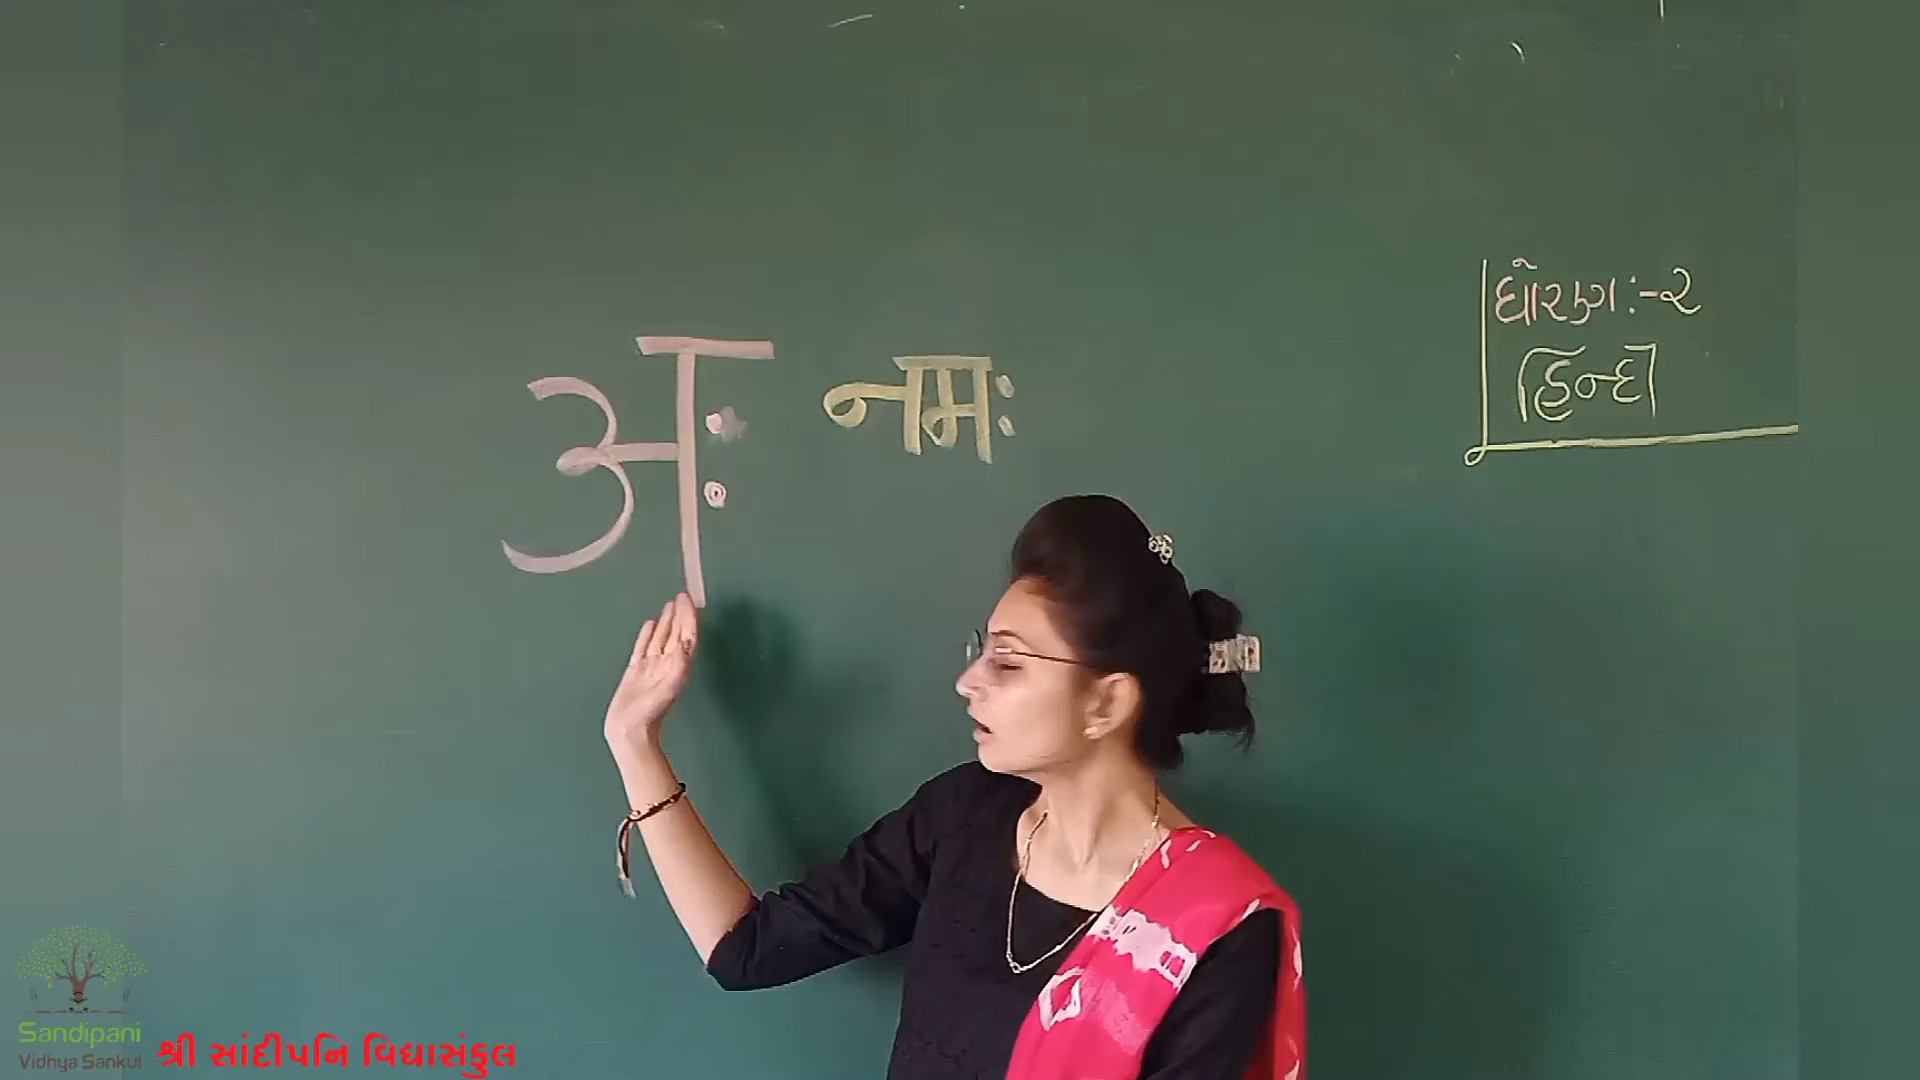 अः नमः
ધોરણ :- ૨
હિન્દી
Sandipani
Vidhya Sankul
શ્રી સાંદીપનિ વિદ્યાસંકુલ